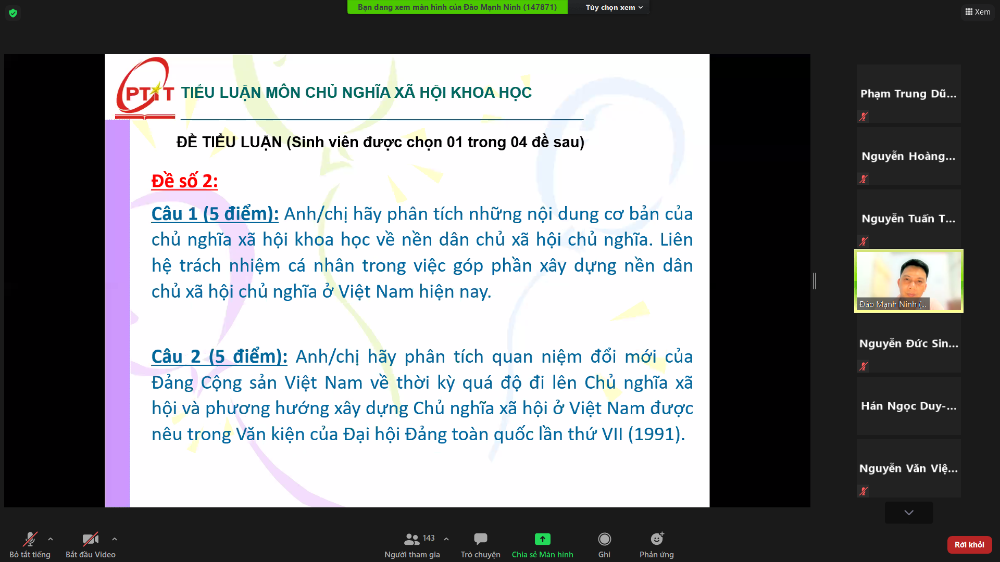 Bạn đang xem màn hình của Đào Mạnh Ninh (147871)
Tùy chọn xem
Xem
PTIT
TIỂU LUẬN MÔN CHỦ NGHĨA XÃ HỘI KHOA HỌC
ĐỀ TIỂU LUẬN (Sinh viên được chọn 01 trong 04 đề sau)
Đề số 2:
Câu 1 (5 điểm): Anh/chị hãy phân tích những nội dung cơ bản của
chủ nghĩa xã hội khoa học về nền dân chủ xã hội chủ nghĩa. Liên
hệ trách nhiệm cá nhân trong việc góp phần xây dựng nền dân
chủ xã hội chủ nghĩa ở Việt Nam hiện nay.
Câu 2 (5 điểm): Anh/chị hãy phân tích quan niệm đổi mới của
Đảng Cộng sản Việt Nam về thời kỳ quá độ đi lên Chủ nghĩa xã
hội và phương hướng xây dựng Chủ nghĩa xã hội ở Việt Nam được
nêu trong Văn kiện của Đại hội Đảng toàn quốc lần thứ VII (1991).
Phạm Trung Dũ...
Nguyễn Hoàng...
Nguyễn Tuấn T...
Đào Mạnh Ninh (...
Nguyễn Đức Sin...
Hán Ngọc Duy-...
Nguyễn Văn Việ...
Bỏ tắt tiếng
Bắt đầu Video
143
Người tham gia
Trò chuyện
Chia sẻ Màn hình
Ghi
Phản ứng
Rời khỏi